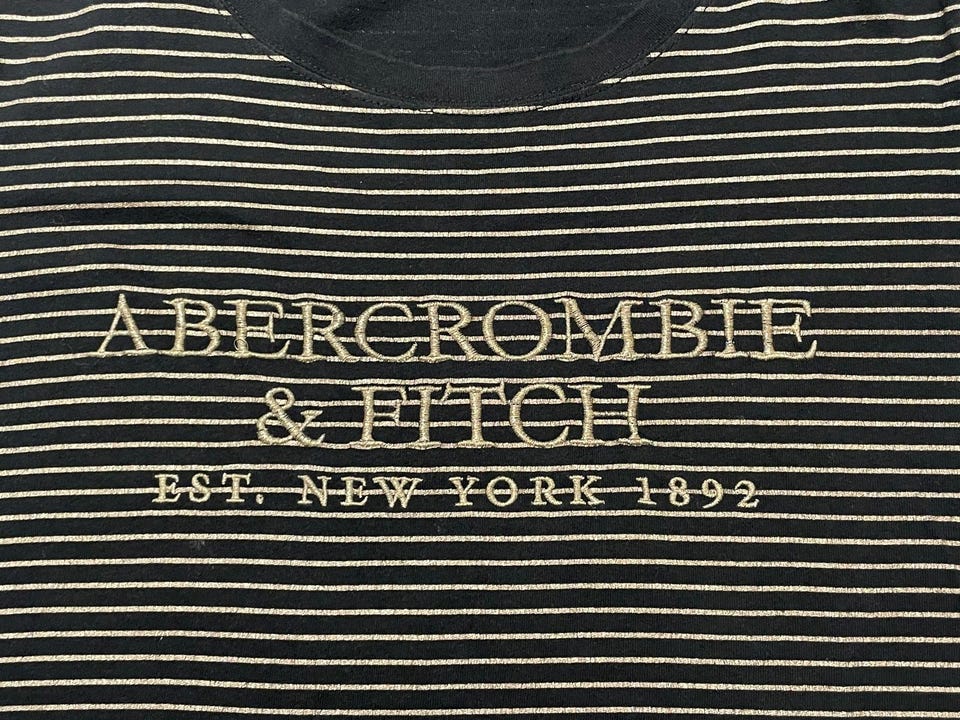 ABERCROMBIE
& FITCH
EST. NEW YORK 1892